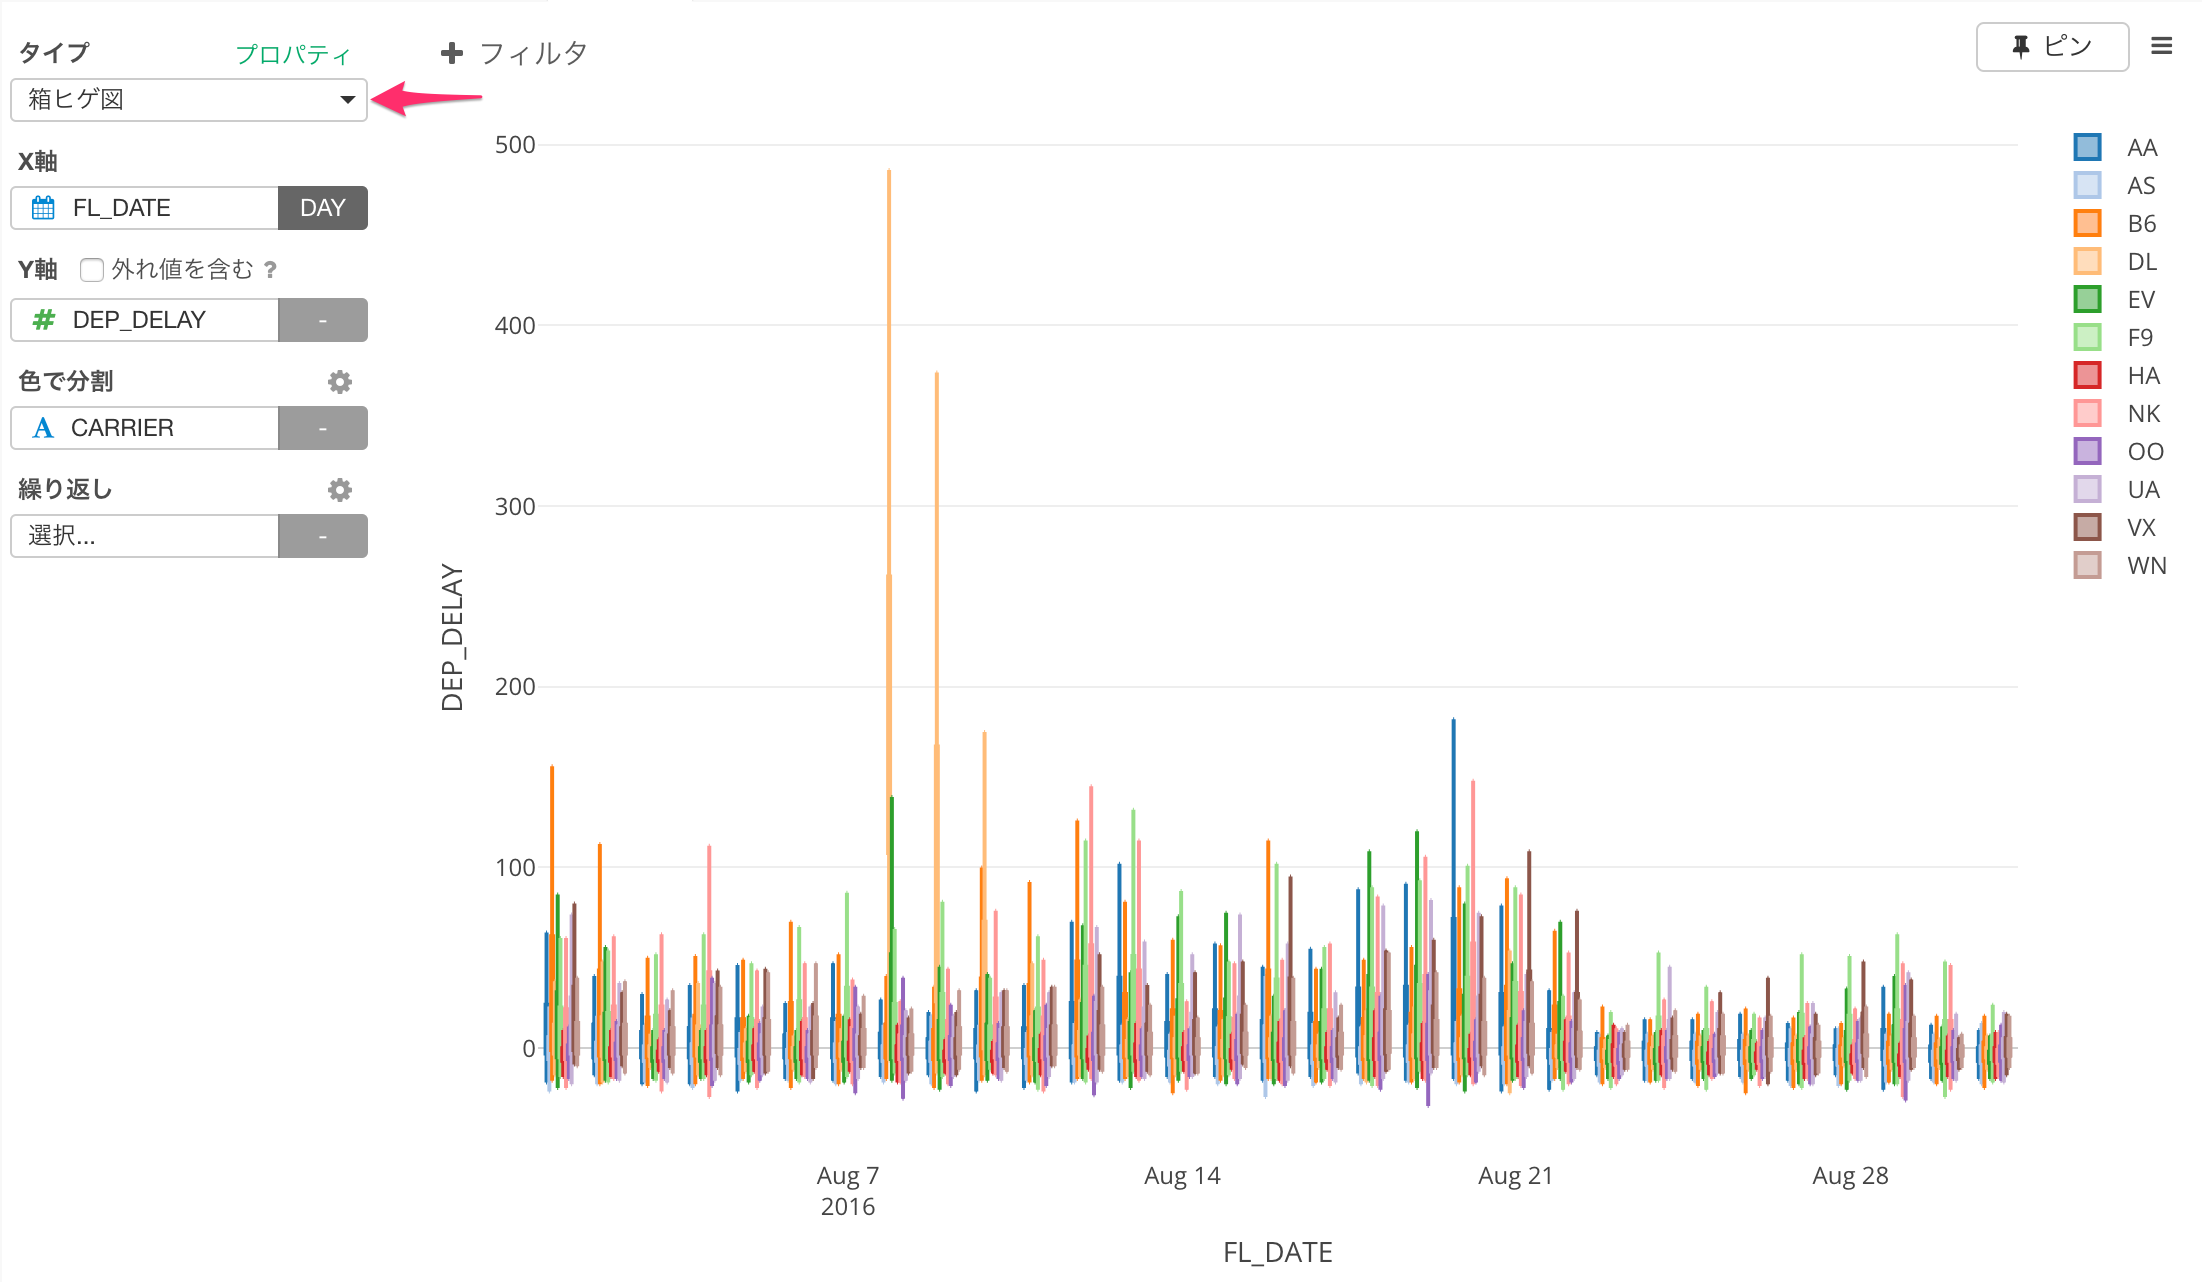 タイプ プロパティ
箱ヒゲ図
X軸
FL_DATE DAY
Y軸 外れ値を含む ?
# DEP_DELAY -
色で分割
A CARRIER -
繰り返し
選択... -
+ フィルタ
ピン
500
400
300
200
100
0
DEP_DELAY
Aug 7
2016
Aug 14
Aug 21
Aug 28
FL_DATE
AA
AS
B6
DL
EV
F9
HA
NK
OO
UA
VX
WN